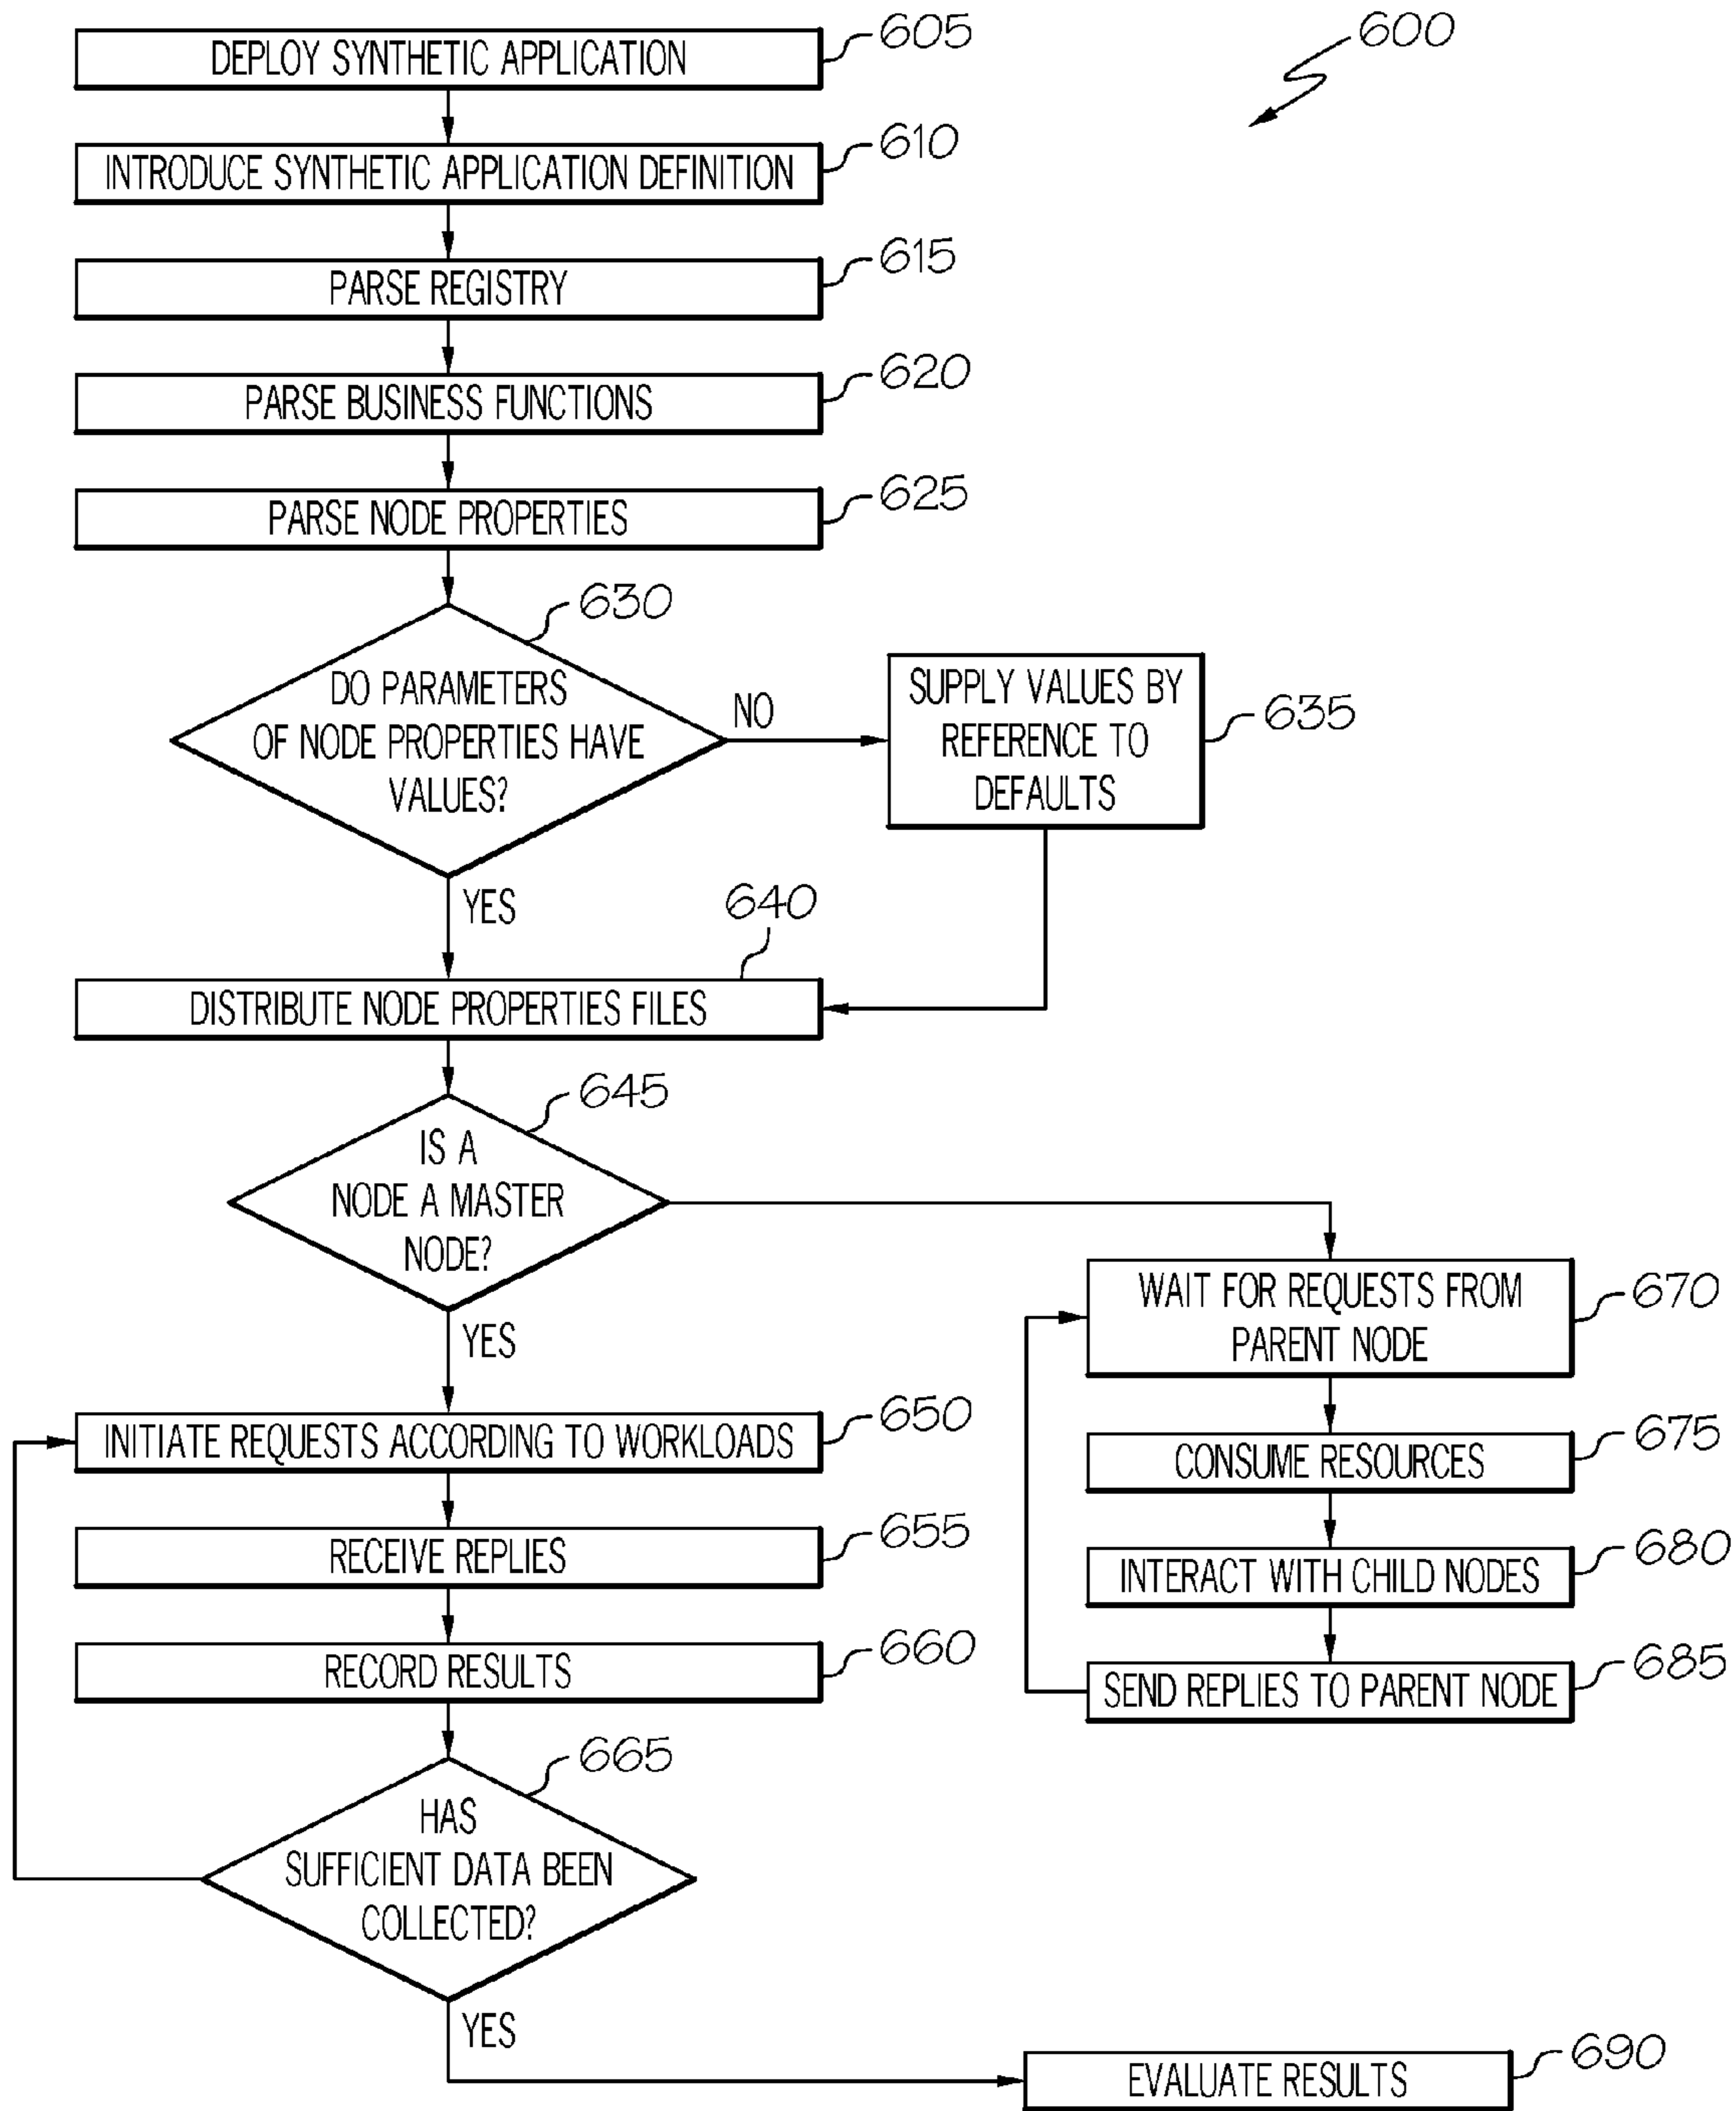 600
DEPLOY SYNTHETIC APPLICATION
605
INTRODUCE SYNTHETIC APPLICATION DEFINITION
610
PARSE REGISTRY
615
PARSE BUSINESS FUNCTIONS
620
PARSE NODE PROPERTIES
625
630
DO PARAMETERS
OF NODE PROPERTIES HAVE
VALUES?
NO
SUPPLY VALUES BY
REFERENCE TO
DEFAULTS
635
YES
640
DISTRIBUTE NODE PROPERTIES FILES
645
IS A
NODE A MASTER
NODE?
YES
INITIATE REQUESTS ACCORDING TO WORKLOADS
650
RECEIVE REPLIES
655
RECORD RESULTS
660
665
HAS
SUFFICIENT DATA BEEN
COLLECTED?
YES
WAIT FOR REQUESTS FROM
PARENT NODE
670
CONSUME RESOURCES
675
INTERACT WITH CHILD NODES
680
SEND REPLIES TO PARENT NODE
685
EVALUATE RESULTS
690